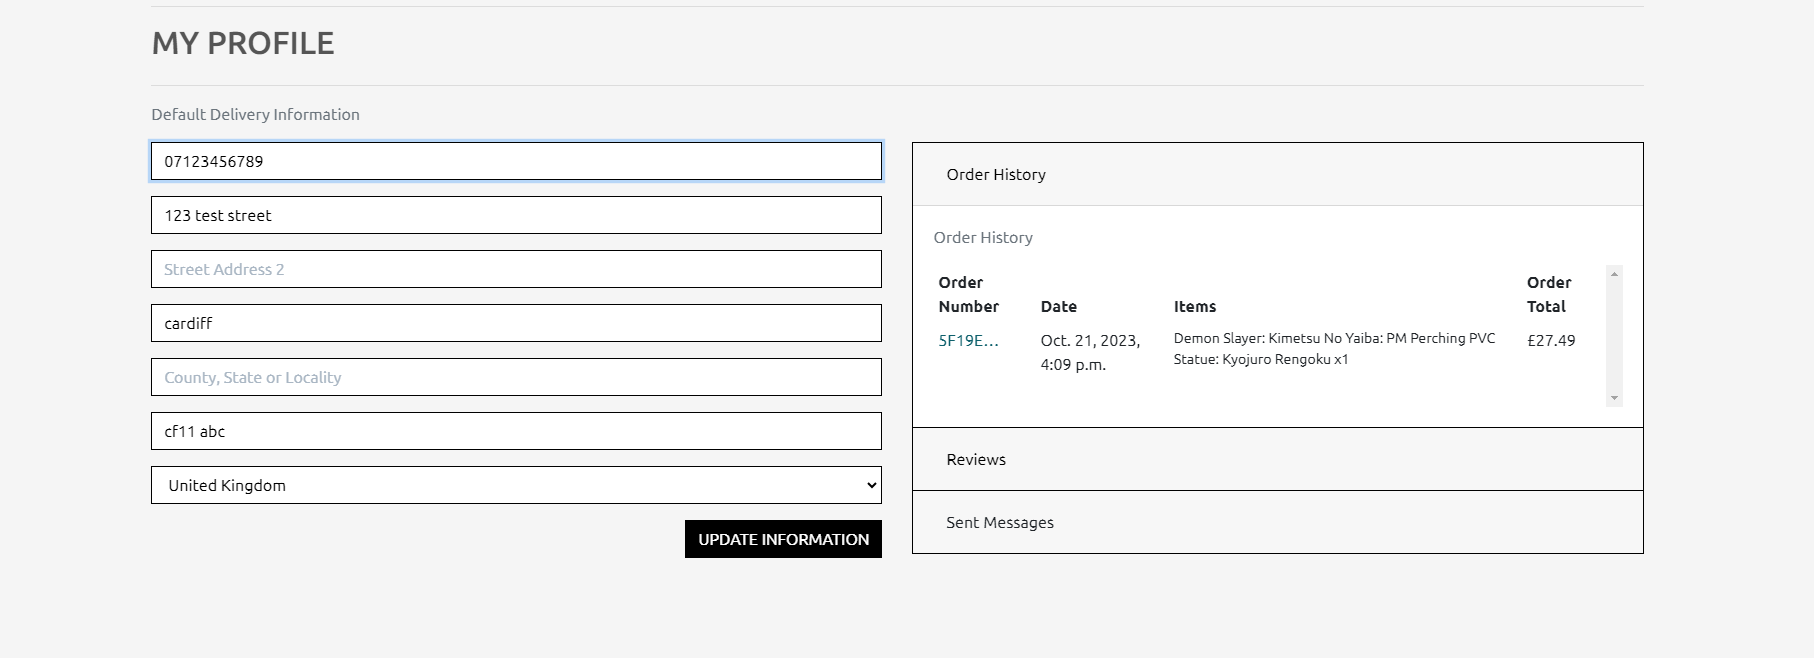 MY PROFILE
Default Delivery Information
07123456789
123 test street
Street Address 2
cardiff
County, State or Locality
cf11 abc
United Kingdom
UPDATE INFORMATION
Order History
Order History
Order Number
Date
Items
Order Total
5F19E...
Oct. 21, 2023,
4:09 p.m.
Demon Slayer: Kimetsu No Yaiba: PM Perching PVC
Statue: Kyojuro Rengoku x1
£27.49
Reviews
Sent Messages